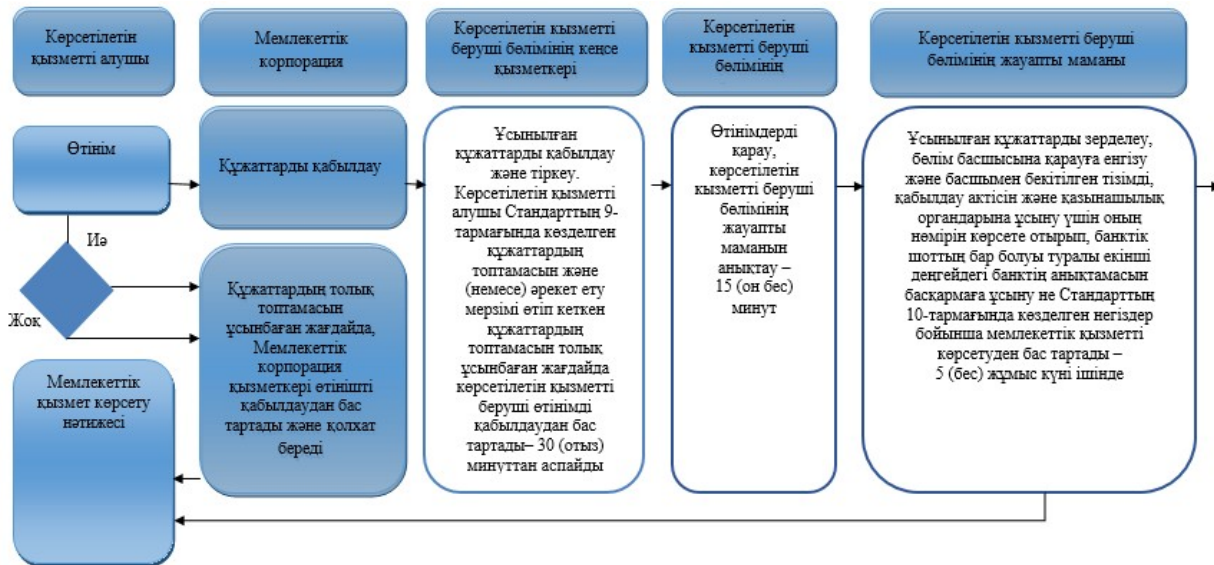 Көрсетілетін
қызметті алушы
Мемлекеттік
корпорация
Көрсетілетін қызметті
беруші бөлімінің кеңсе
қызметкері
Көрсетілетін
қызметті беруші
бөлімінің
Көрсетілетін қызметті беруші
бөлімінің жауапты маманы
Өтінім
Құжаттарды қабылдау
Ұсынылған
құжаттарды қабылдау
және тіркеу.
Көрсетілетін қызметті
алушы Стандарттың 9-
тармағында көзделген
құжаттардың
топтамасын және
(немесе) әрекет ету
мерзімі өтіп кеткен
құжаттардың
топтамасын толық
ұсынбаған жағдайда
көрсетілетін қызметті
беруші өтінімді
қабылдаудан бас
тартады– 30 (отыз)
минуттан аспайды
Өтінімдерді
қарау,
көрсетілетін
қызметті беруші
бөлімінің
жауапты
маманын
анықтау –
15 (он бес)
минут
Ұсынылған құжаттарды зерделеу,
бөлім басшысына қарауға енгізу
және басшымен бекітілген тізімді,
қабылдау актісін және қазынашылық
органдарына ұсыну үшін оның
нөмірін көрсете отырып, банктік
шоттың бар болуы туралы екінші
деңгейдегі банктің анықтамасын
басқармаға ұсыну не Стандарттың
10-тармағында көзделген негіздер
бойынша мемлекеттік қызметті
көрсетуден бас тартады –
5 (бес) жұмыс күні ішінде
Иә
Жоқ
Құжаттардың толық
топтамасын
ұсынбаған жағдайда,
Мемлекеттік
корпорация
қызметкері өтінішті
қабылдаудан бас
тартады және қолхат
береді
Мемлекеттік
қызмет көрсету
нәтижесі